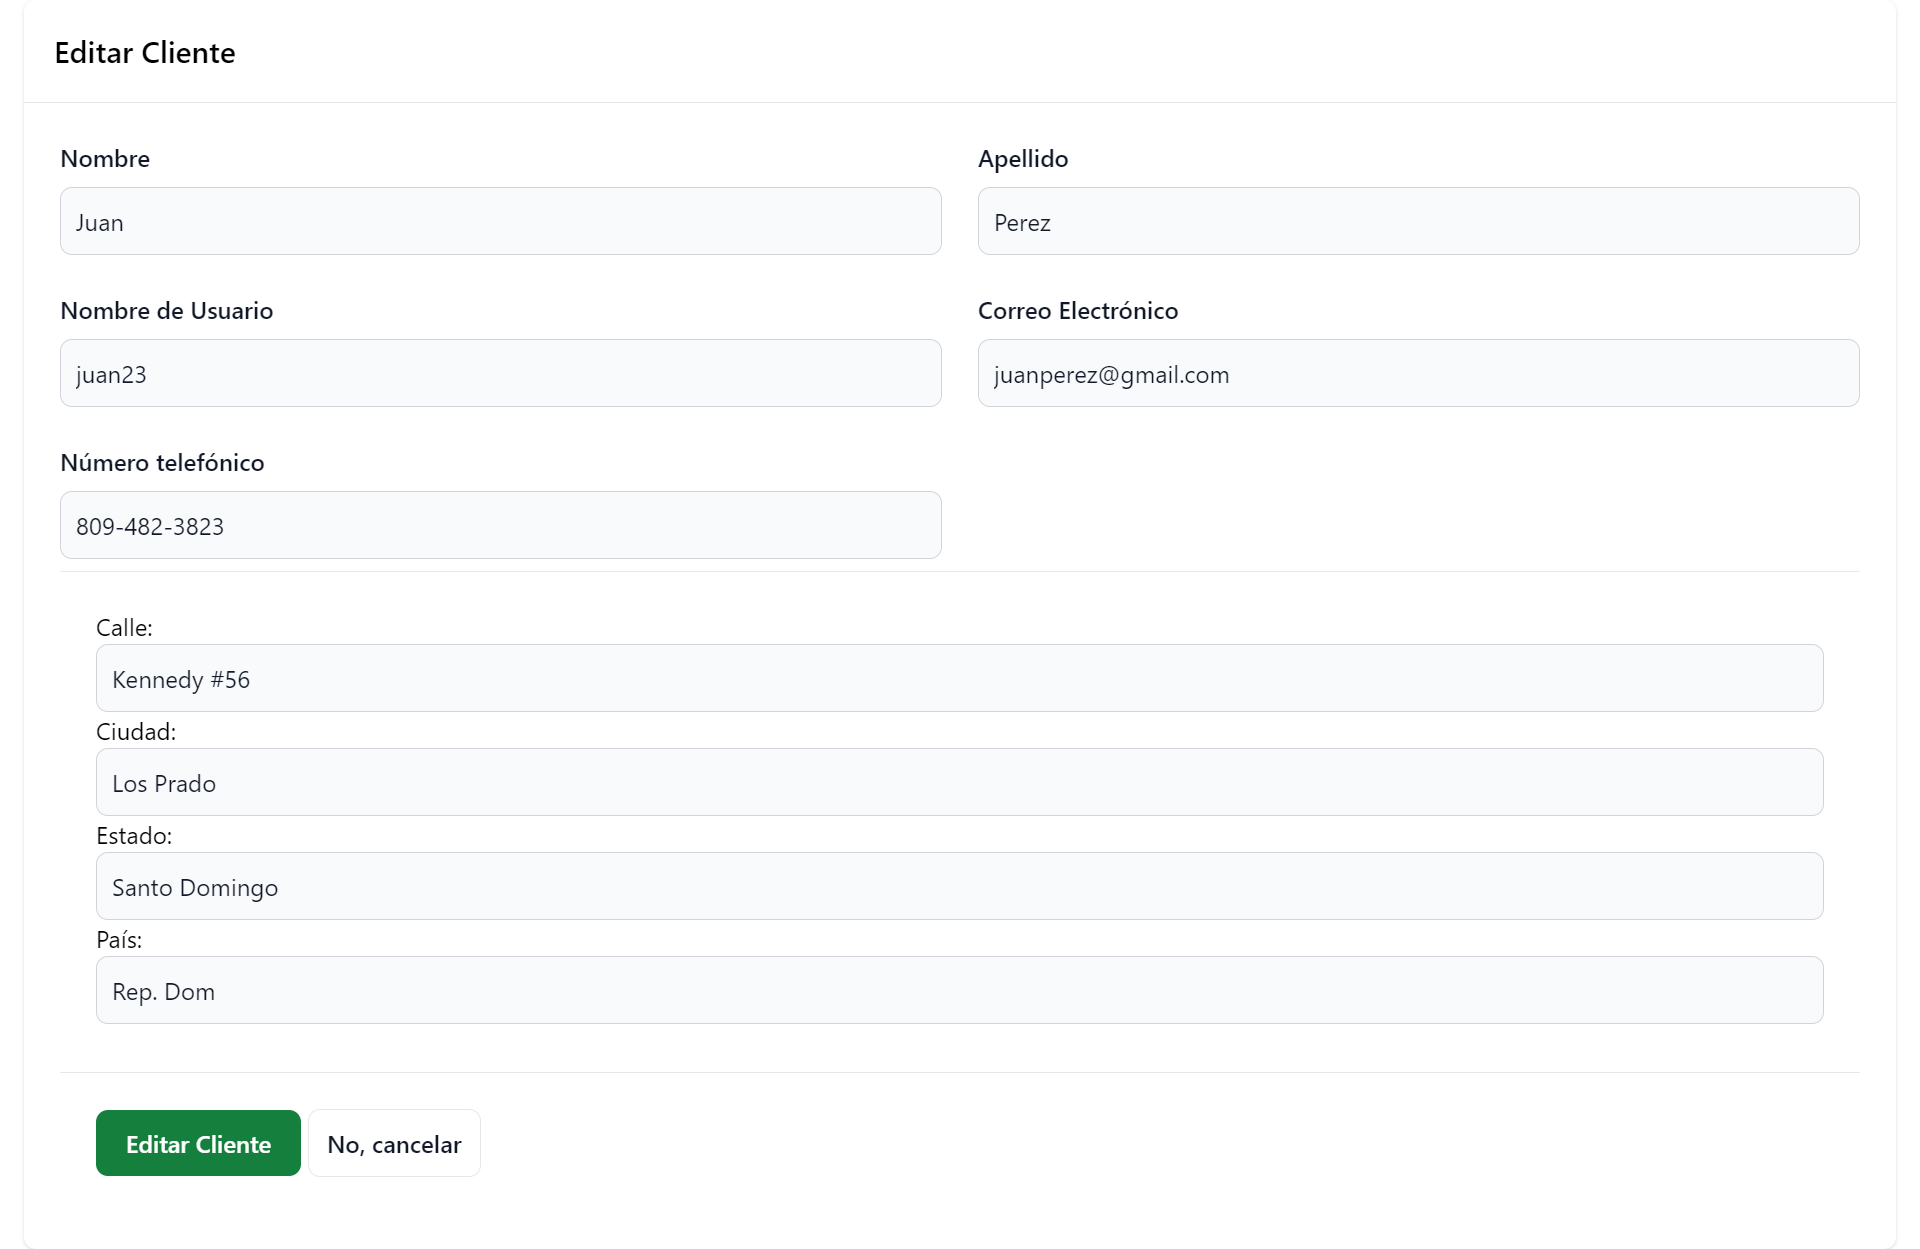 Editar Cliente
Nombre
Apellido
Juan
Perez
Nombre de Usuario
Correo Electrónico
juan23
juanperez@gmail.com
Número telefónico
809-482-3823
Calle:
Kennedy #56
Ciudad:
Los Prado
Estado:
Santo Domingo
País:
Rep. Dom
Editar Cliente
No, cancelar